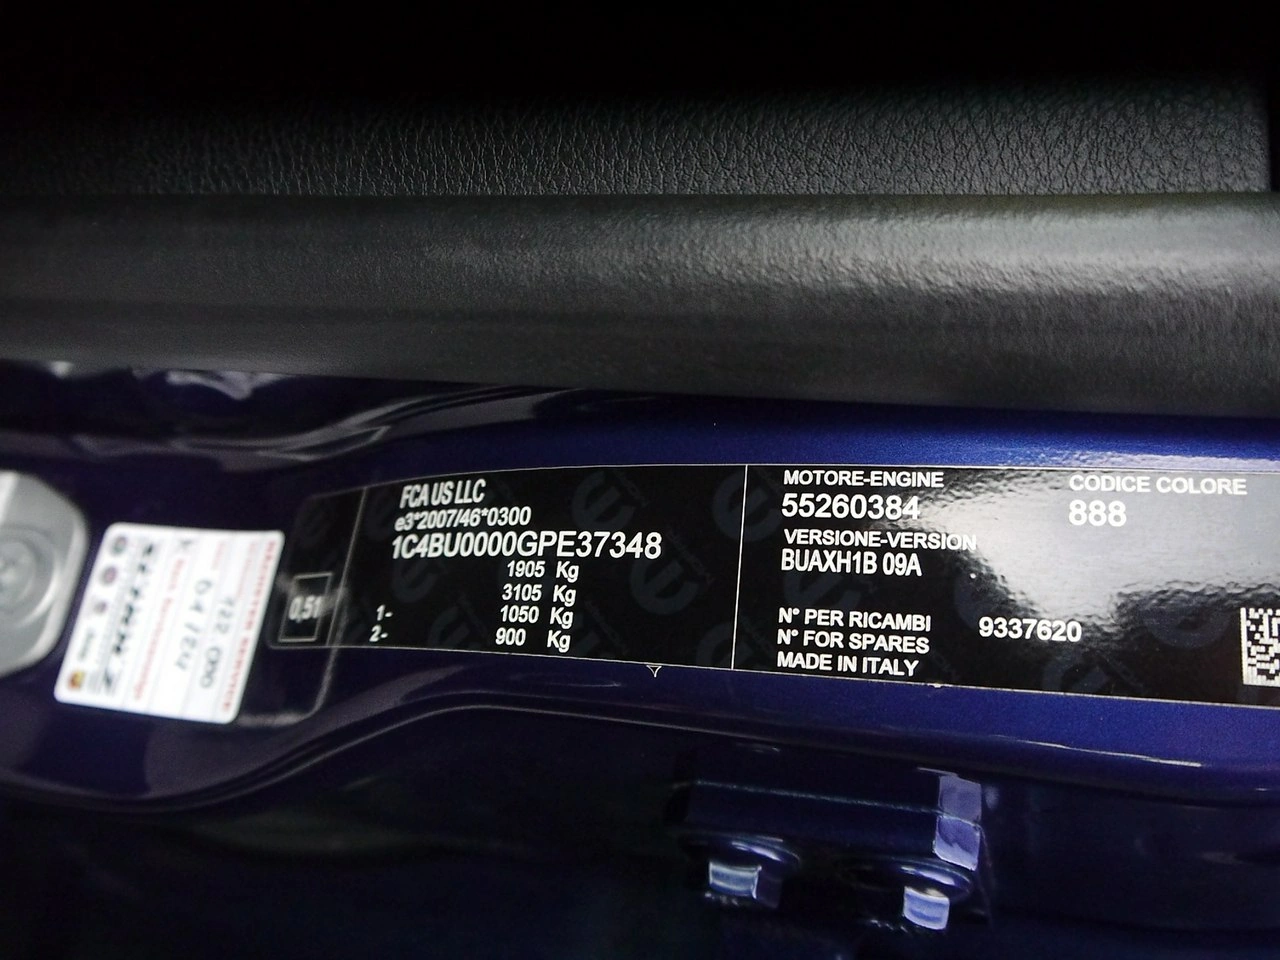 FCA US LLC
e3*2007/46*0300
1C4BU0000GPE37348
1905 Kg
3105 Kg
1- 1050 Kg
2- 900 Kg
0,51
MOTORE-ENGINE
55260384
VERSIONE-VERSION
BUAXH1B 09A
CODICE COLORE
888
N° PER RICAMBI
N° FOR SPARES
9337620
MADE IN ITALY